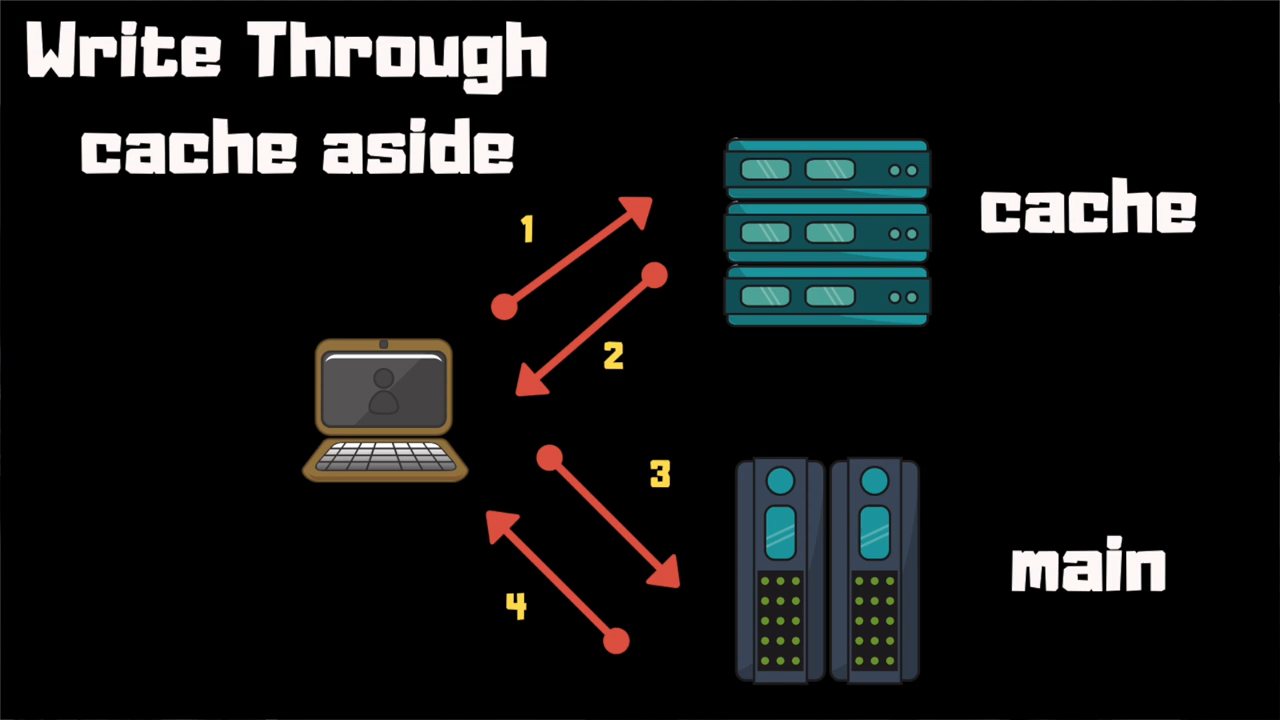 Write Through
cache aside
1
cache
2
3
main
4